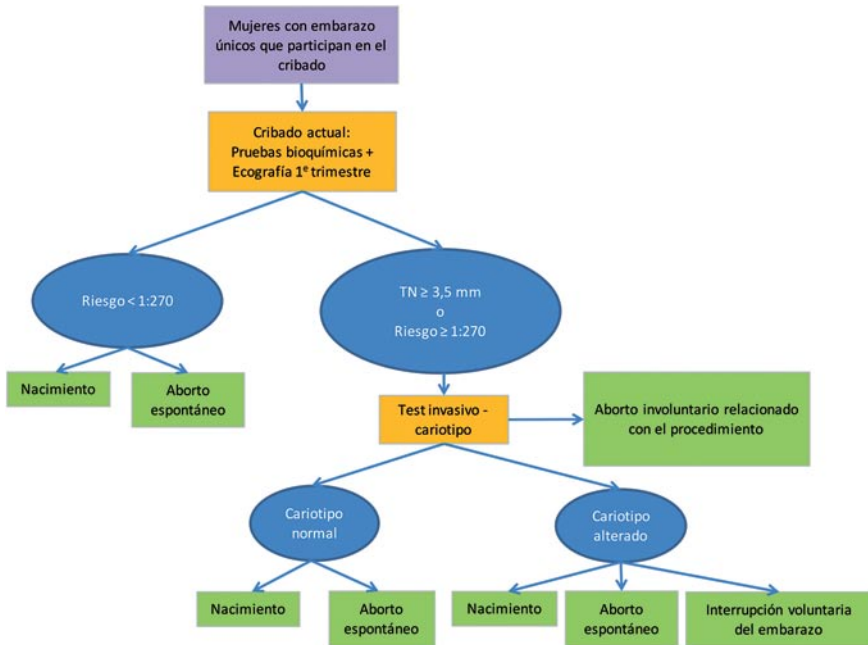 Mujeres con embarazo
únicos que participan en el
cribado
Cribado actual:
Pruebas bioquímicas +
Ecografía 1º trimestre
Riesgo < 1:270
TN ≥ 3,5 mm
o
Riesgo ≥ 1:270
Nacimiento
Aborto
espontáneo
Test invasivo -
cariotipo
Aborto involuntario relacionado
con el procedimiento
Cariotipo
normal
Cariotipo
alterado
Nacimiento
Aborto
espontáneo
Nacimiento
Aborto
espontáneo
Interrupción voluntaria
del embarazo